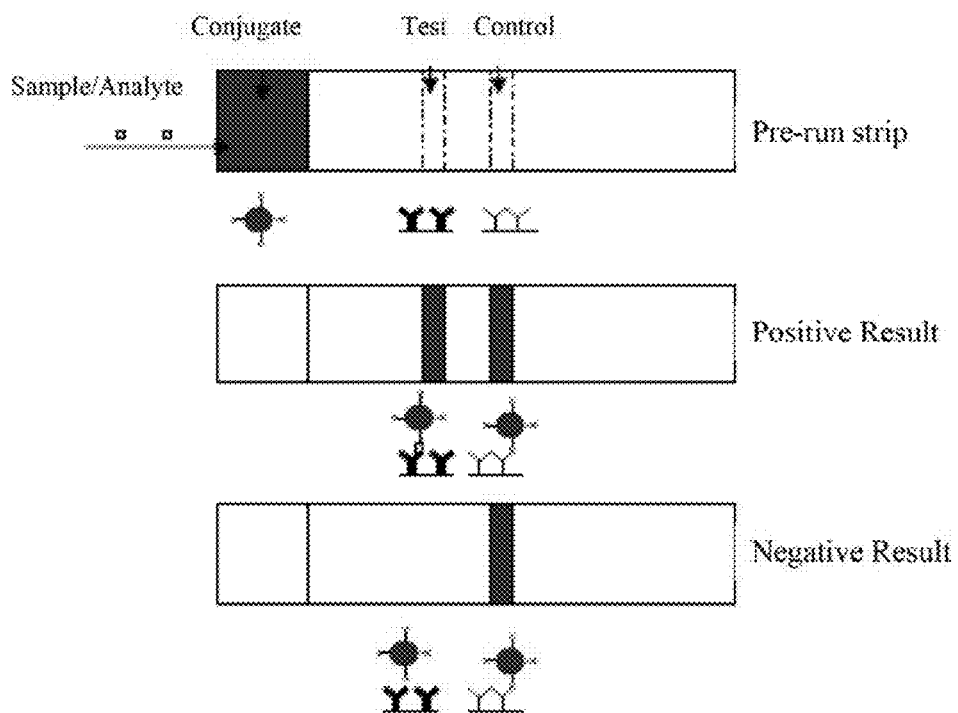 Conjugate Test Control
Sample/Analyte
Pre-run strip
Positive Result
Negative Result